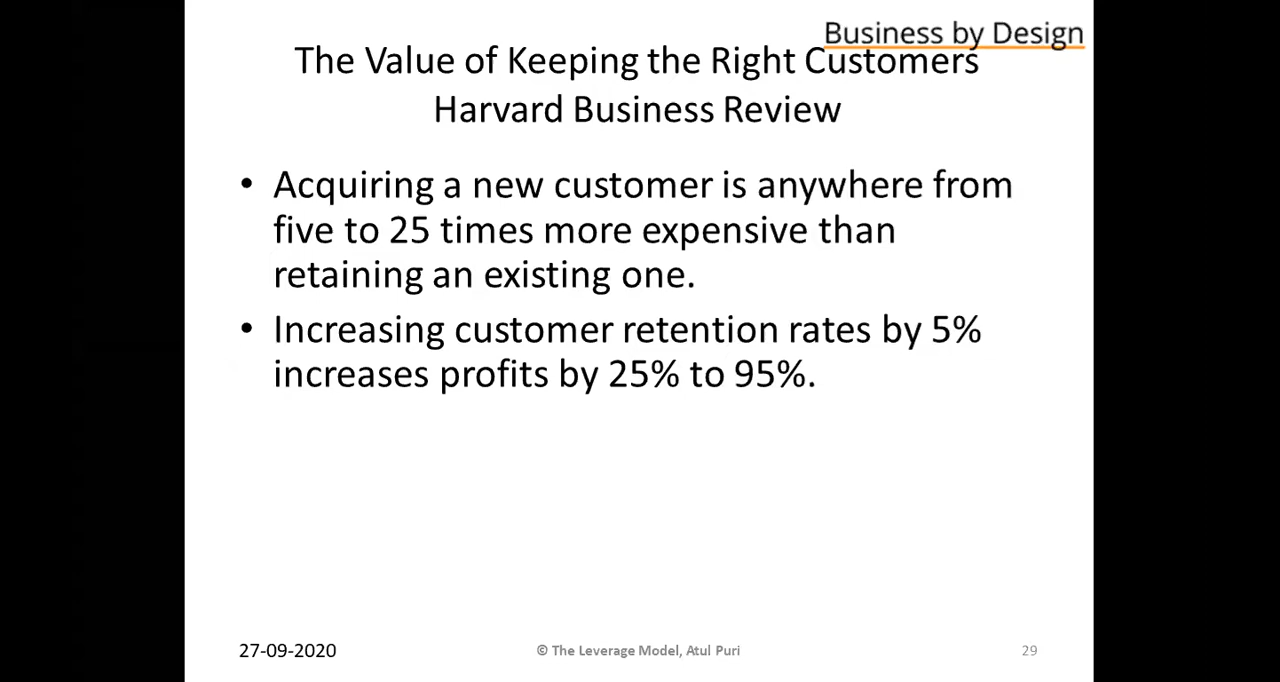 Business by Design
The Value of Keeping the Right Customers
Harvard Business Review
• Acquiring a new customer is anywhere from
five to 25 times more expensive than
retaining an existing one.
• Increasing customer retention rates by 5%
increases profits by 25% to 95%.
27-09-2020
© The Leverage Model, Atul Puri
29